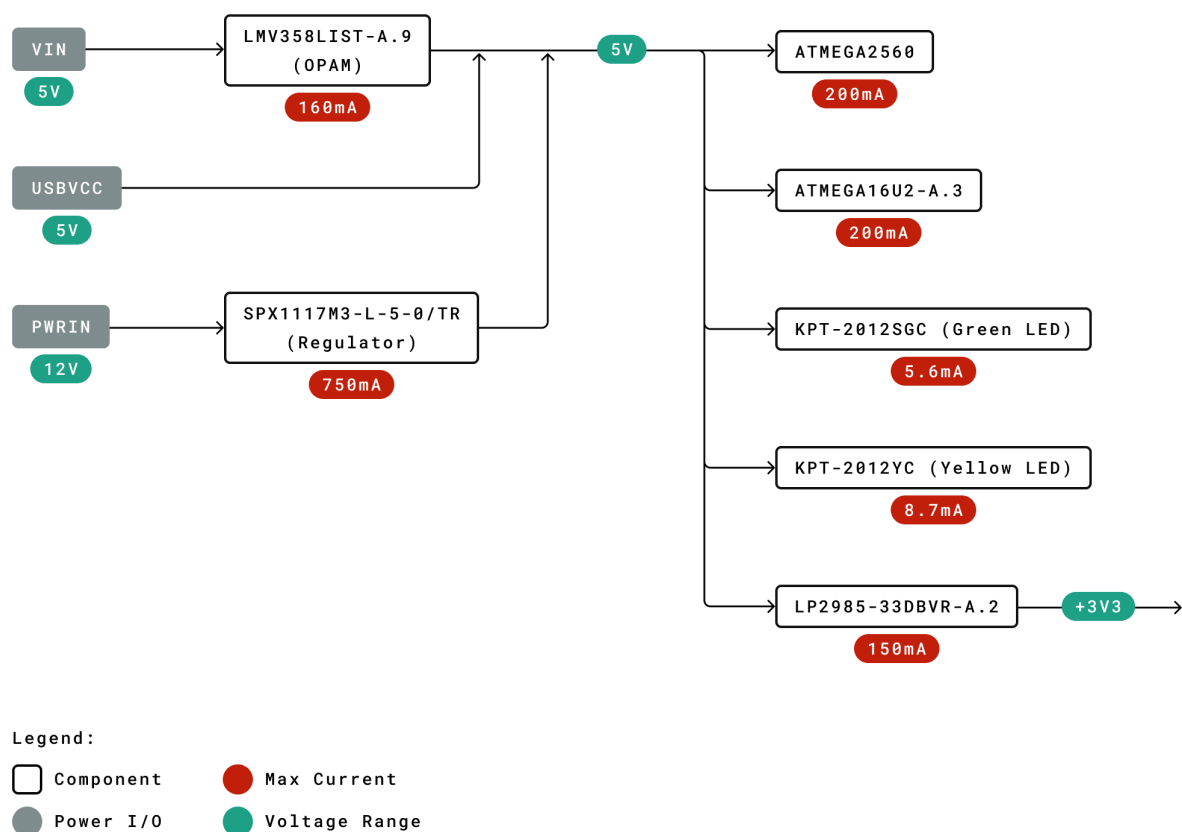 VIN
5V
LMV358LIST-A.9
(OPAM)
160mA
5V
ATMEGA2560
200mA
USBVCC
5V
ATMEGA16U2-A.3
200mA
PWRIN
12V
SPX1117M3-L-5-0/TR
(Regulator)
750mA
KPT-2012SGC (Green LED)
5.6mA
KPT-2012YC (Yellow LED)
8.7mA
LP2985-33DBVR-A.2
150mA
+3V3
Legend:
Component
Max Current
Power I/O
Voltage Range